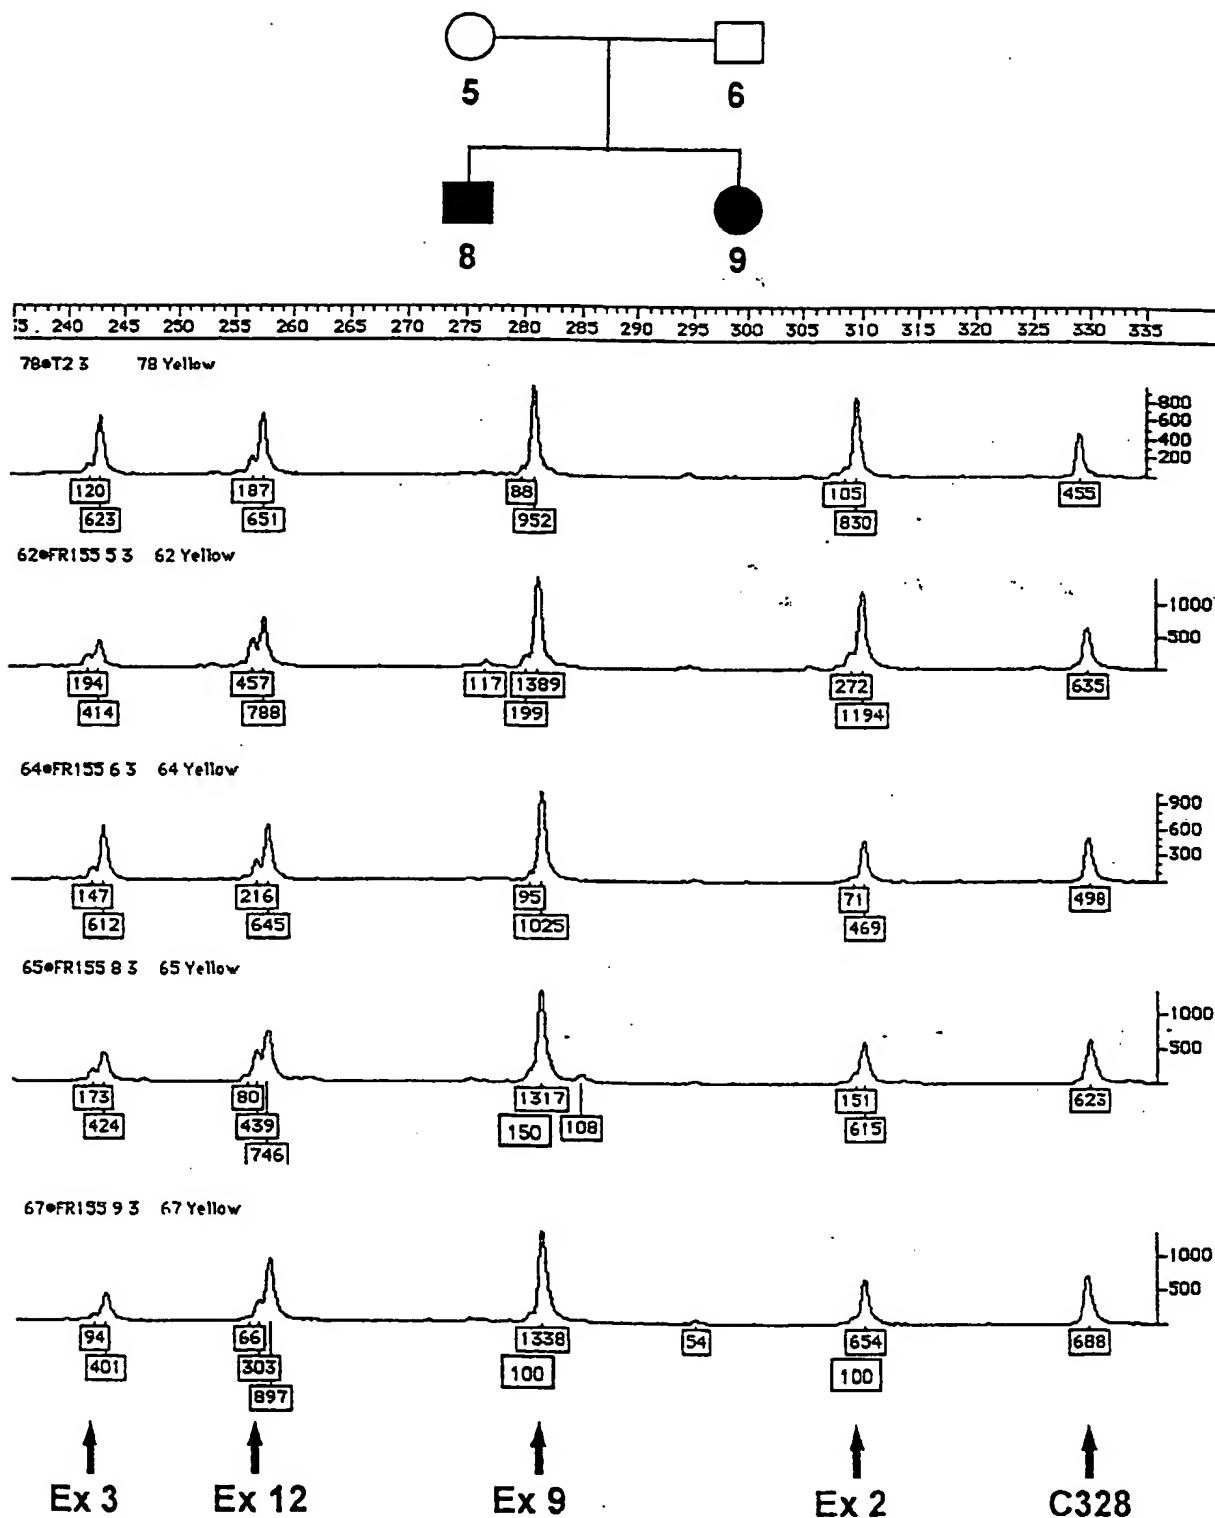 5 6
8 9
5. 240 245 250 255 260 265 270 275 280 285 290 295 300 305 310 315 320 325 330 335
78●T2 3 78 Yellow
800
600
400
200
120 187 88 105 455
623 651 952 830
62●FR155 5 3 62 Yellow
1000
500
194 457 117 1389 272 635
414 788 199 1194
64●FR155 6 3 64 Yellow
900
600
300
147 216 95 71 498
612 645 1025 469
65●FR155 8 3 65 Yellow
1000
500
173 80 1317 151 623
424 439 150 108 615
746
67●FR155 9 3 67 Yellow
1000
500
94 66 1338 54 654 688
401 303 100 100
897
Ex 3 Ex 12 Ex 9 Ex 2 C328